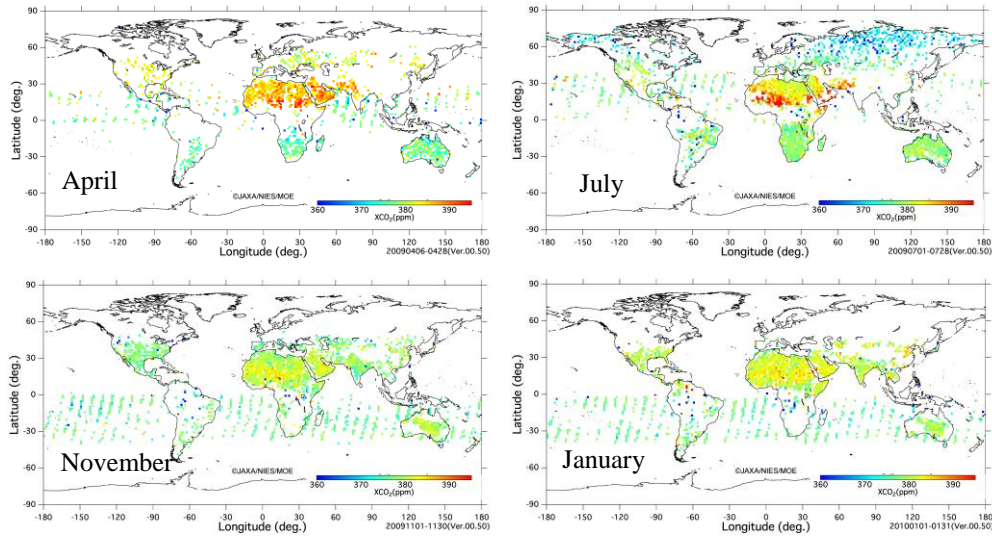 90
60
30
0
-30
-60
-90
Latitude (deg.)
April
©JAXA/NIES/MOE
360 370 380 390
XCO₂(ppm)
-180 -150 -120 -90 -60 -30 0 30 60 90 120 150 180
Longitude (deg.)
20090406-0428(Ver.00.50)
90
60
30
0
-30
-60
-90
Latitude (deg.)
July
©JAXA/NIES/MOE
360 370 380 390
XCO₂(ppm)
-180 -150 -120 -90 -60 -30 0 30 60 90 120 150 180
Longitude (deg.)
20090701-0728(Ver.00.50)
90
60
30
0
-30
-60
-90
Latitude (deg.)
November
©JAXA/NIES/MOE
360 370 380 390
XCO₂(ppm)
-180 -150 -120 -90 -60 -30 0 30 60 90 120 150 180
Longitude (deg.)
20091101-1130(Ver.00.50)
90
60
30
0
-30
-60
-90
Latitude (deg.)
January
©JAXA/NIES/MOE
360 370 380 390
XCO₂(ppm)
-180 -150 -120 -90 -60 -30 0 30 60 90 120 150 180
Longitude (deg.)
20100101-0131(Ver.00.50)